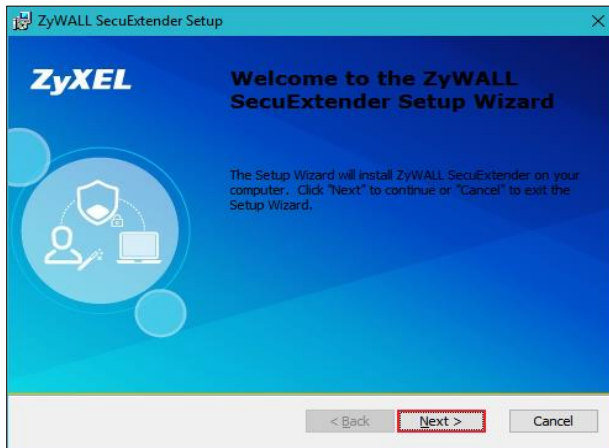 ZyWALL SecuExtender Setup
ZyXEL
Welcome to the ZyWALL
SecuExtender Setup Wizard
The Setup Wizard will install ZyWALL SecuExtender on your
computer. Click "Next" to continue or "Cancel" to exit the
Setup Wizard.
< Back
Next >
Cancel